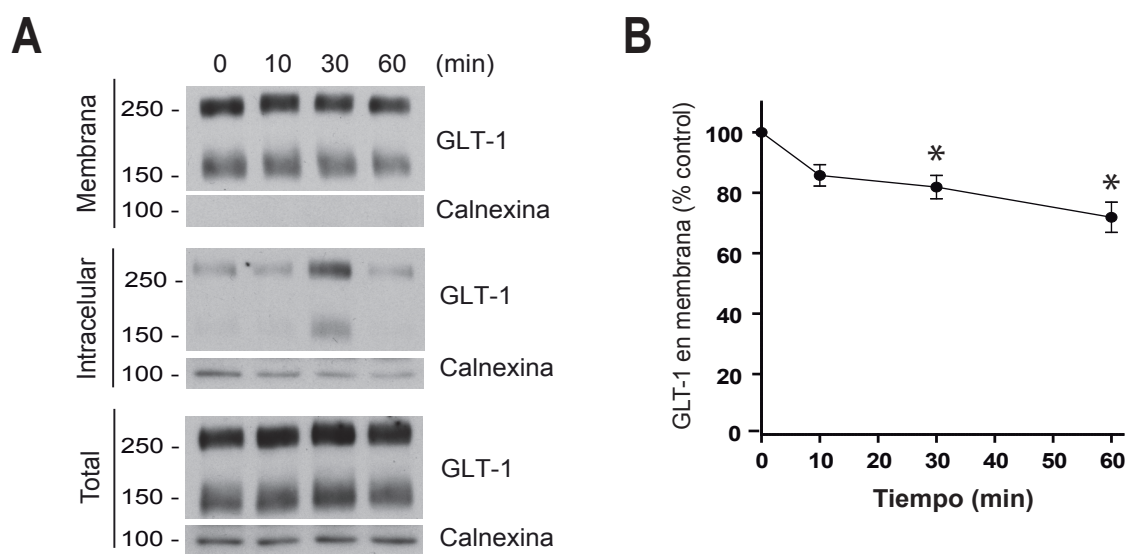 A
0 10 30 60 (min)
Membrana
250 -
GLT-1
150 -
100 -
Calnexina
Intracelular
250 -
GLT-1
150 -
100 -
Calnexina
Total
250 -
GLT-1
150 -
100 -
Calnexina
B
GLT-1 en membrana (% control)
100
80
60
40
20
0
* *
0 10 20 30 40 50 60
Tiempo (min)